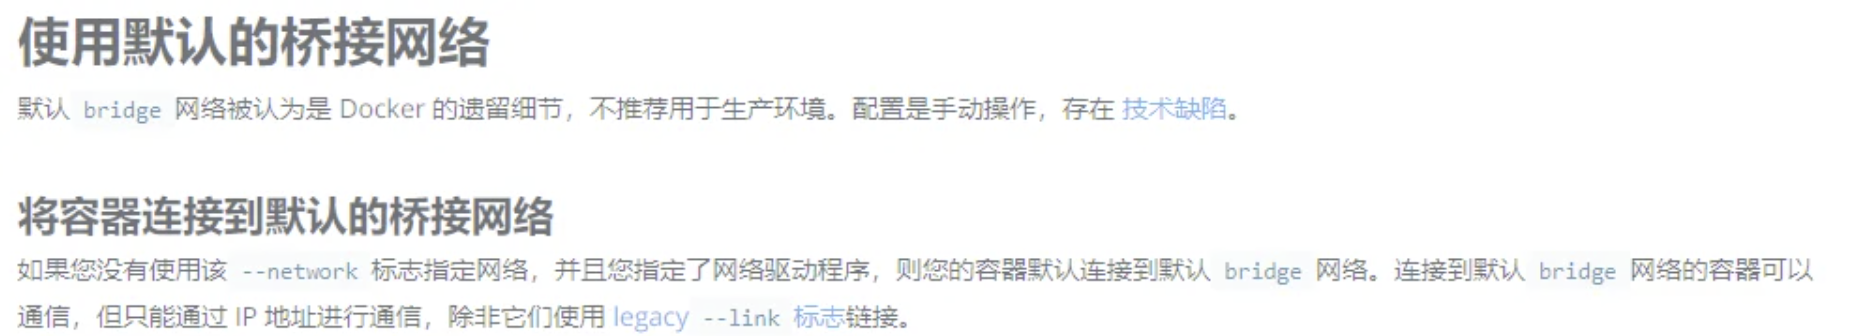 使用默认的桥接网络
默认 bridge 网络被认为是 Docker 的遗留细节，不推荐用于生产环境。配置是手动操作，存在 技术缺陷。
将容器连接到默认的桥接网络
如果您没有使用该 --network 标志指定网络，并且您指定了网络驱动程序，则您的容器默认连接到默认 bridge 网络。连接到默认 bridge 网络的容器可以
通信，但只能通过 IP 地址进行通信，除非它们使用 legacy --link 标志链接。